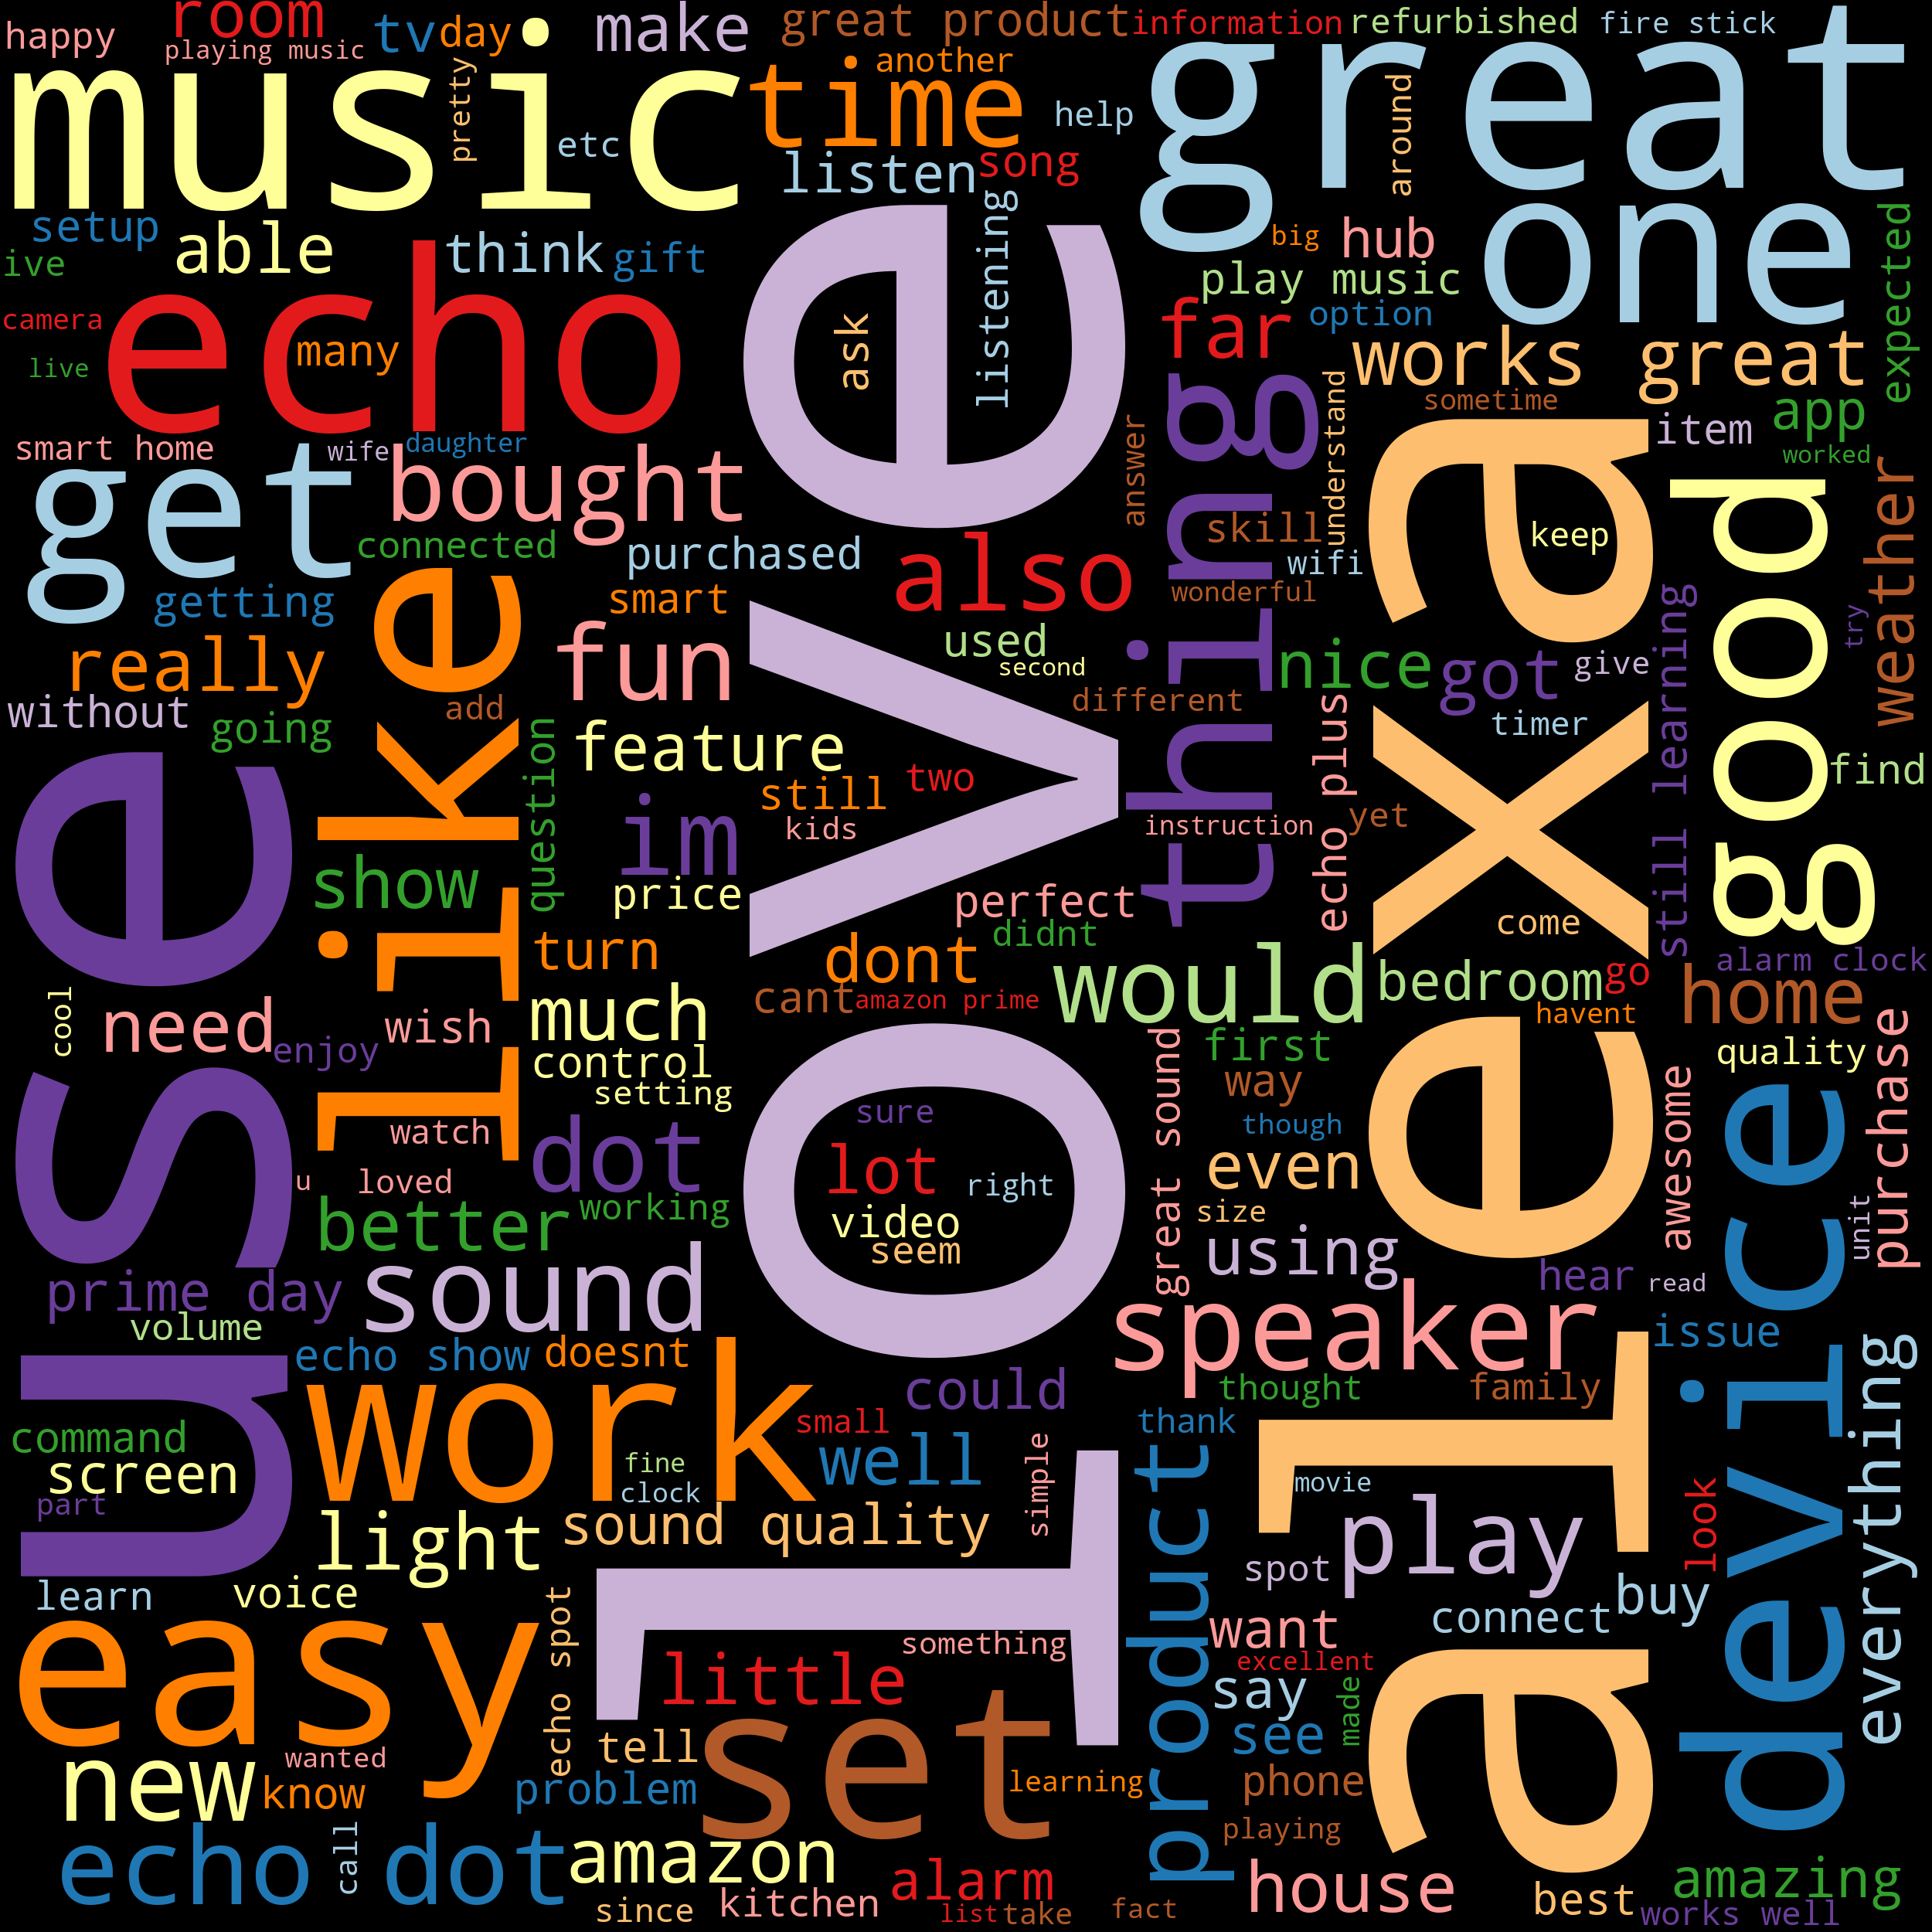 happy
room
playing music
tv
day
make
great product
information
refurbished
fire stick
music
pretty
etc
time
another
help
great
around
listen
song
setup
able
think
gift
listening
big
hub
one
expected
ive
play music
option
camera
echo
many
live
ask
far
works great
sometime
app
item
worked
smart home
wife
daughter
get
bought
love
thing
answer
understand
skill
wifi
keep
alexa
good
weather
connected
purchased
also
wonderful
getting
smart
used
second
different
really
like
fun
nice
got
give
still learning
try
without
going
add
feature
question
still
two
kids
instruction
echo plus
timer
yet
find
use
show
im
price
perfect
didnt
come
turn
dont
cant
amazon prime
would
bedroom
go
havent
alarm clock
home
cool
need
wish
enjoy
much
control
setting
first
way
though
quality
purchase
watch
dot
sure
lot
right
great sound
even
size
awesome
device
unit
u
loved
better
working
video
seem
using
hear
read
prime day
sound
volume
echo show
doesnt
speaker
issue
everything
work
could
thought
family
command
screen
part
small
well
thank
fine
clock
simple
movie
look
light
sound quality
product
play
spot
learn
voice
echo spot
something
want
connect
buy
easy
little
excellent
say
made
new
wanted
know
tell
problem
set
learning
see
phone
echo dot
call
amazon
alarm
playing
house
best
amazing
since
kitchen
list
take
fact
works well